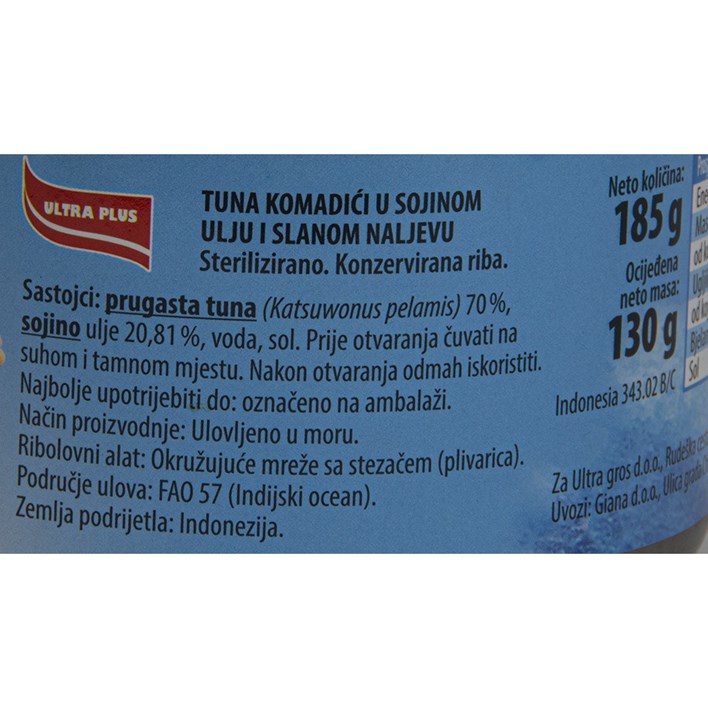 ULTRA PLUS
TUNA KOMADIĆI U SOJINOM
ULJU I SLANOM NALJEVU
Sterilizirano. Konzervirana riba.
Sastojci: prugasta tuna (Katsuwonus pelamis) 70%,
sojino ulje 20,81%, voda, sol. Prije otvaranja čuvati na
suhom i tamnom mjestu. Nakon otvaranja odmah iskoristiti.
Najbolje upotrijebiti do: označeno na ambalaži.
Način proizvodnje: Ulovljeno u moru.
Ribolovni alat: Okružujuće mreže sa stezačem (plivarica).
Područje ulova: FAO 57 (Indijski ocean).
Zemlja podrijetla: Indonezija.
Neto količina:
185 g
Ocijeđena
neto masa:
130 g
Indonesia 343.02 B/C
Za Ultra gros d.o.o., Rudeška
Uvozi: Giana d.o.o., Ulica
od
od
Sol